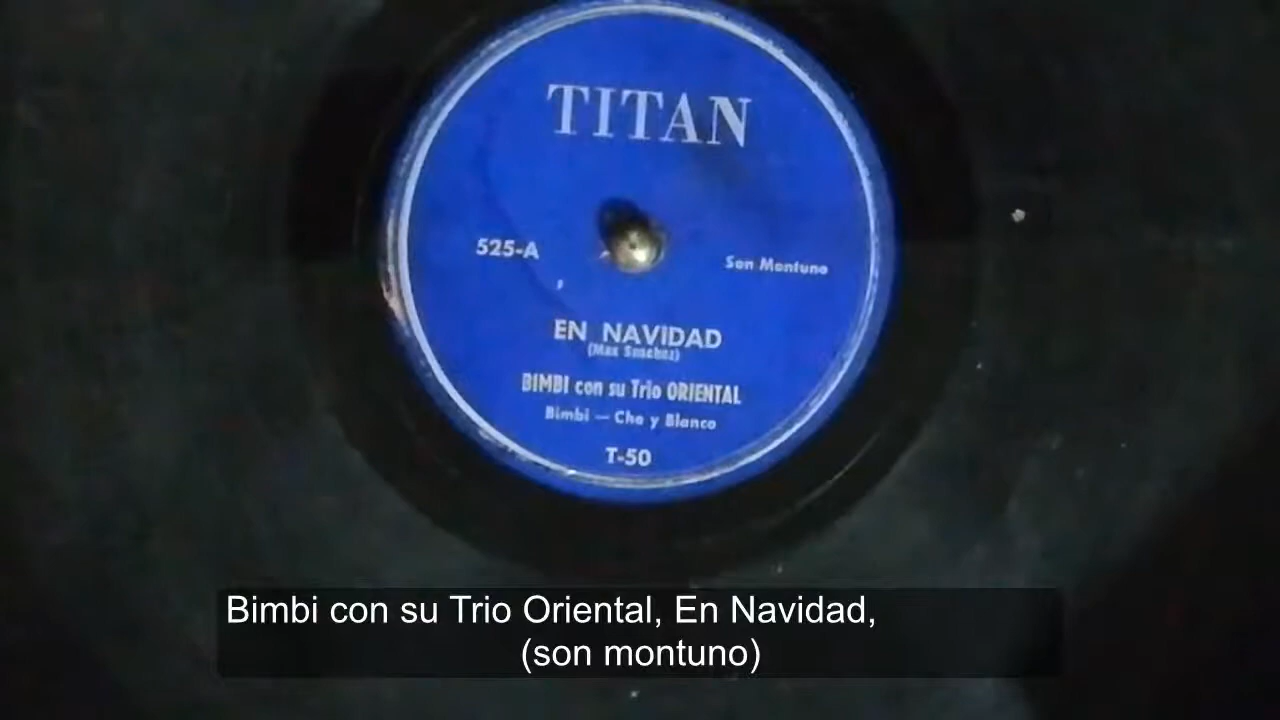 TITAN
525-A
Son Montuno
EN NAVIDAD
(Max Sanchez)
BIMBI con su Trio ORIENTAL
Bimbi — Che y Blanco
T-50
Bimbi con su Trio Oriental, En Navidad,
(son montuno)